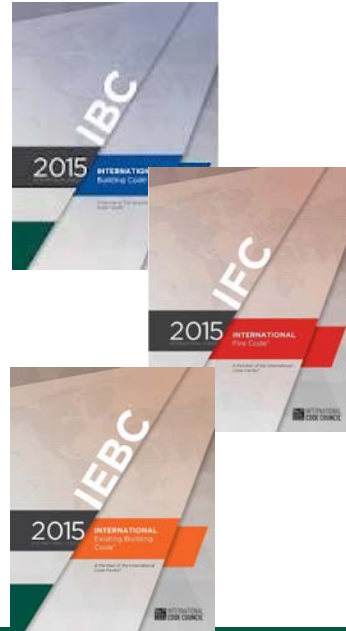 IBC
2015
INTERNATION
Building Code
IFC
2015
INTERNATIONAL
Fire Code®
A Member of the International
Code Family®
INTERNATIONAL
CODE COUNCIL
IEBC
2015
INTERNATIONAL
Existing Building
Code®
A Member of the International
Code Family®
INTERNATIONAL
CODE COUNCIL